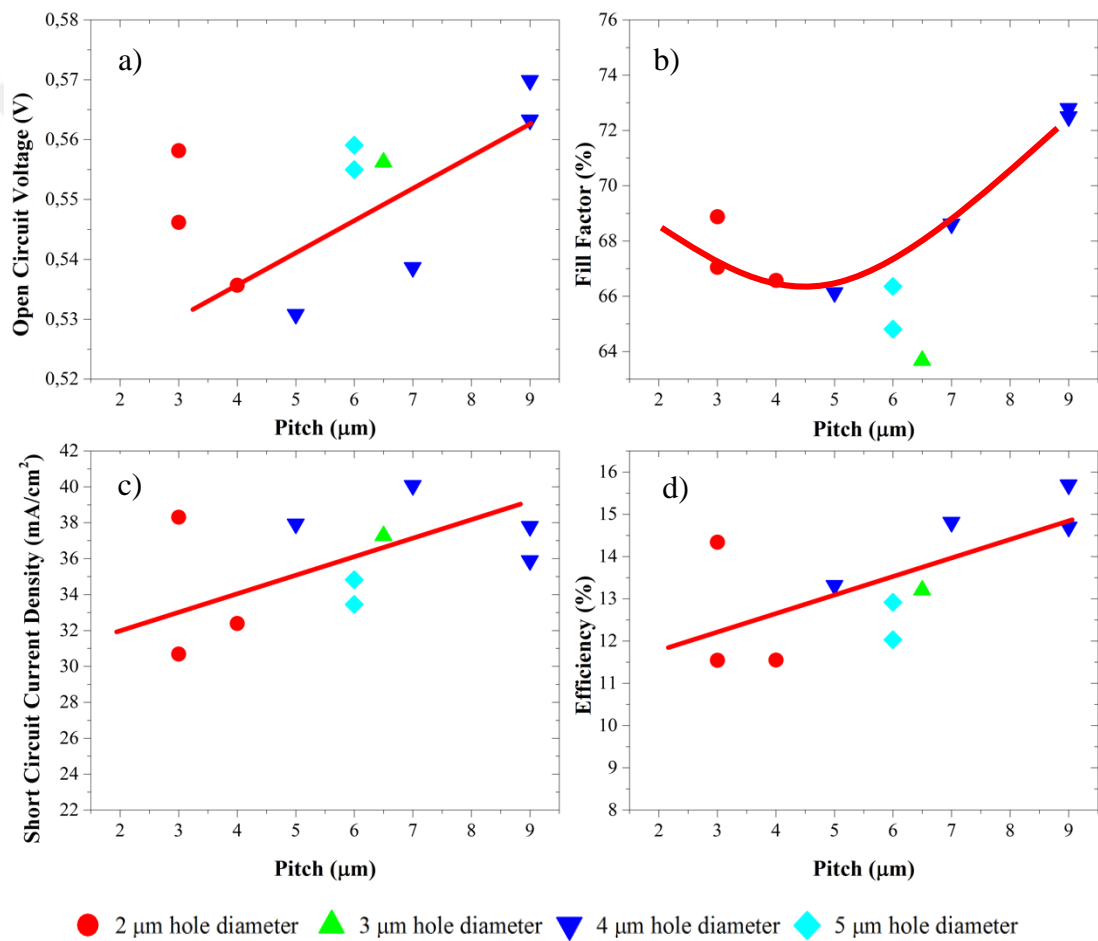 a)
Open Circuit Voltage (V)
0,58
0,57
0,56
0,55
0,54
0,53
0,52
2 3 4 5 6 7 8 9
Pitch (μm)
b)
Fill Factor (%)
76
74
72
70
68
66
64
2 3 4 5 6 7 8 9
Pitch (μm)
c)
Short Circuit Current Density (mA/cm²)
42
40
38
36
34
32
30
28
26
24
22
2 3 4 5 6 7 8 9
Pitch (μm)
d)
Efficiency (%)
16
15
14
13
12
11
10
9
8
2 3 4 5 6 7 8 9
Pitch (μm)
2 μm hole diameter 3 μm hole diameter 4 μm hole diameter 5 μm hole diameter